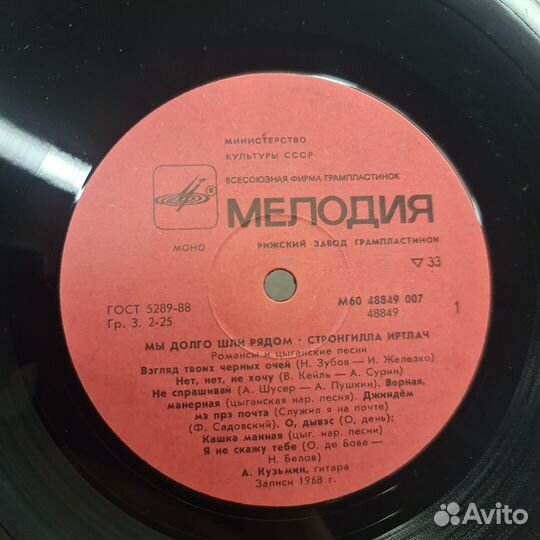 МИНИСТЕРСТВО
КУЛЬТУРЫ СССР
ВСЕСОЮЗНАЯ ФИРМА ГРАМПЛАСТИНОК
® МЕЛОДИЯ
МОНО РИЖСКИЙ ЗАВОД ГРАМПЛАСТИНОК
▽ 33
ГОСТ 5289-88 М60 48849 007
Гр. 3. 2-25 48849 1
МЫ ДОЛГО ШЛИ РЯДОМ · СТРОНГИЛЛА ИРТЛАЧ
Романсы и цыганские песни
Взгляд твоих черных очей (Н. Зубов — И. Железко)
Нет, нет, не хочу (В. Кейль — А. Сурин)
Не спрашивай (А. Шусер — А. Пушкин). Верная,
манерная (цыганская нар. песня). Джиндём
мэ прэ почта (Служил я на почте)
(Ф. Садовский). О, дывэс (О, день);
Кашка манная (цыг. нар. песни)
Я не скажу тебе (О. де Бове —
Н. Белов)
А. Кузьмин, гитара
Записи 1968 г.
Avito